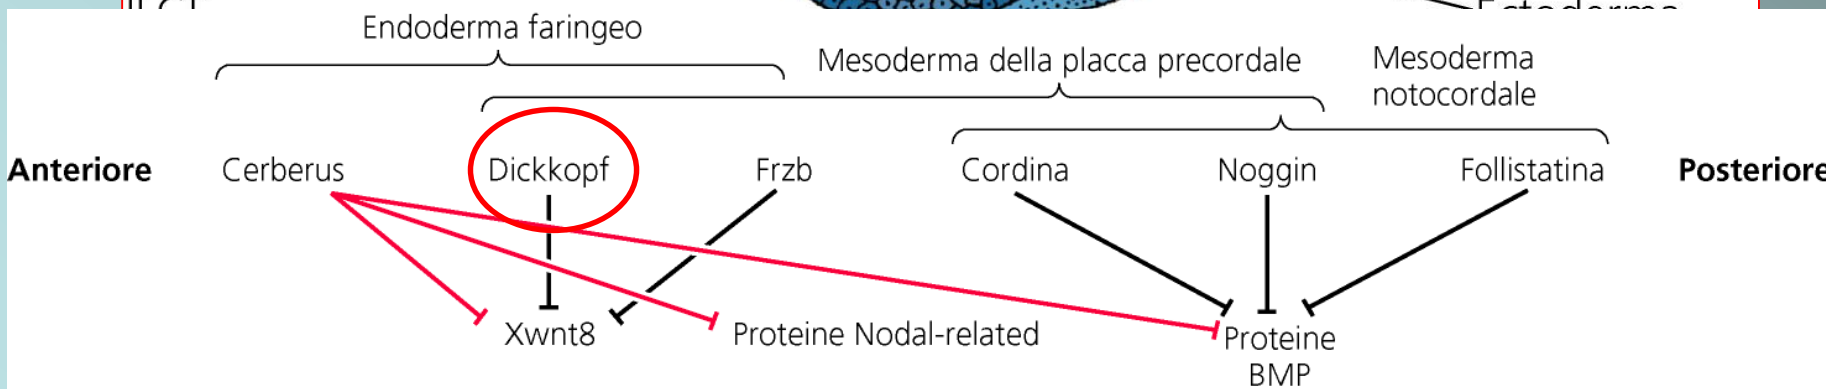 Ectoderma
Endoderma faringeo
Mesoderma della placca precordale
Mesoderma
notocordale
Anteriore
Cerberus
Dickkopf
Frzb
Cordina
Noggin
Follistatina
Posteriore
Xwnt8
Proteine Nodal-related
Proteine
BMP